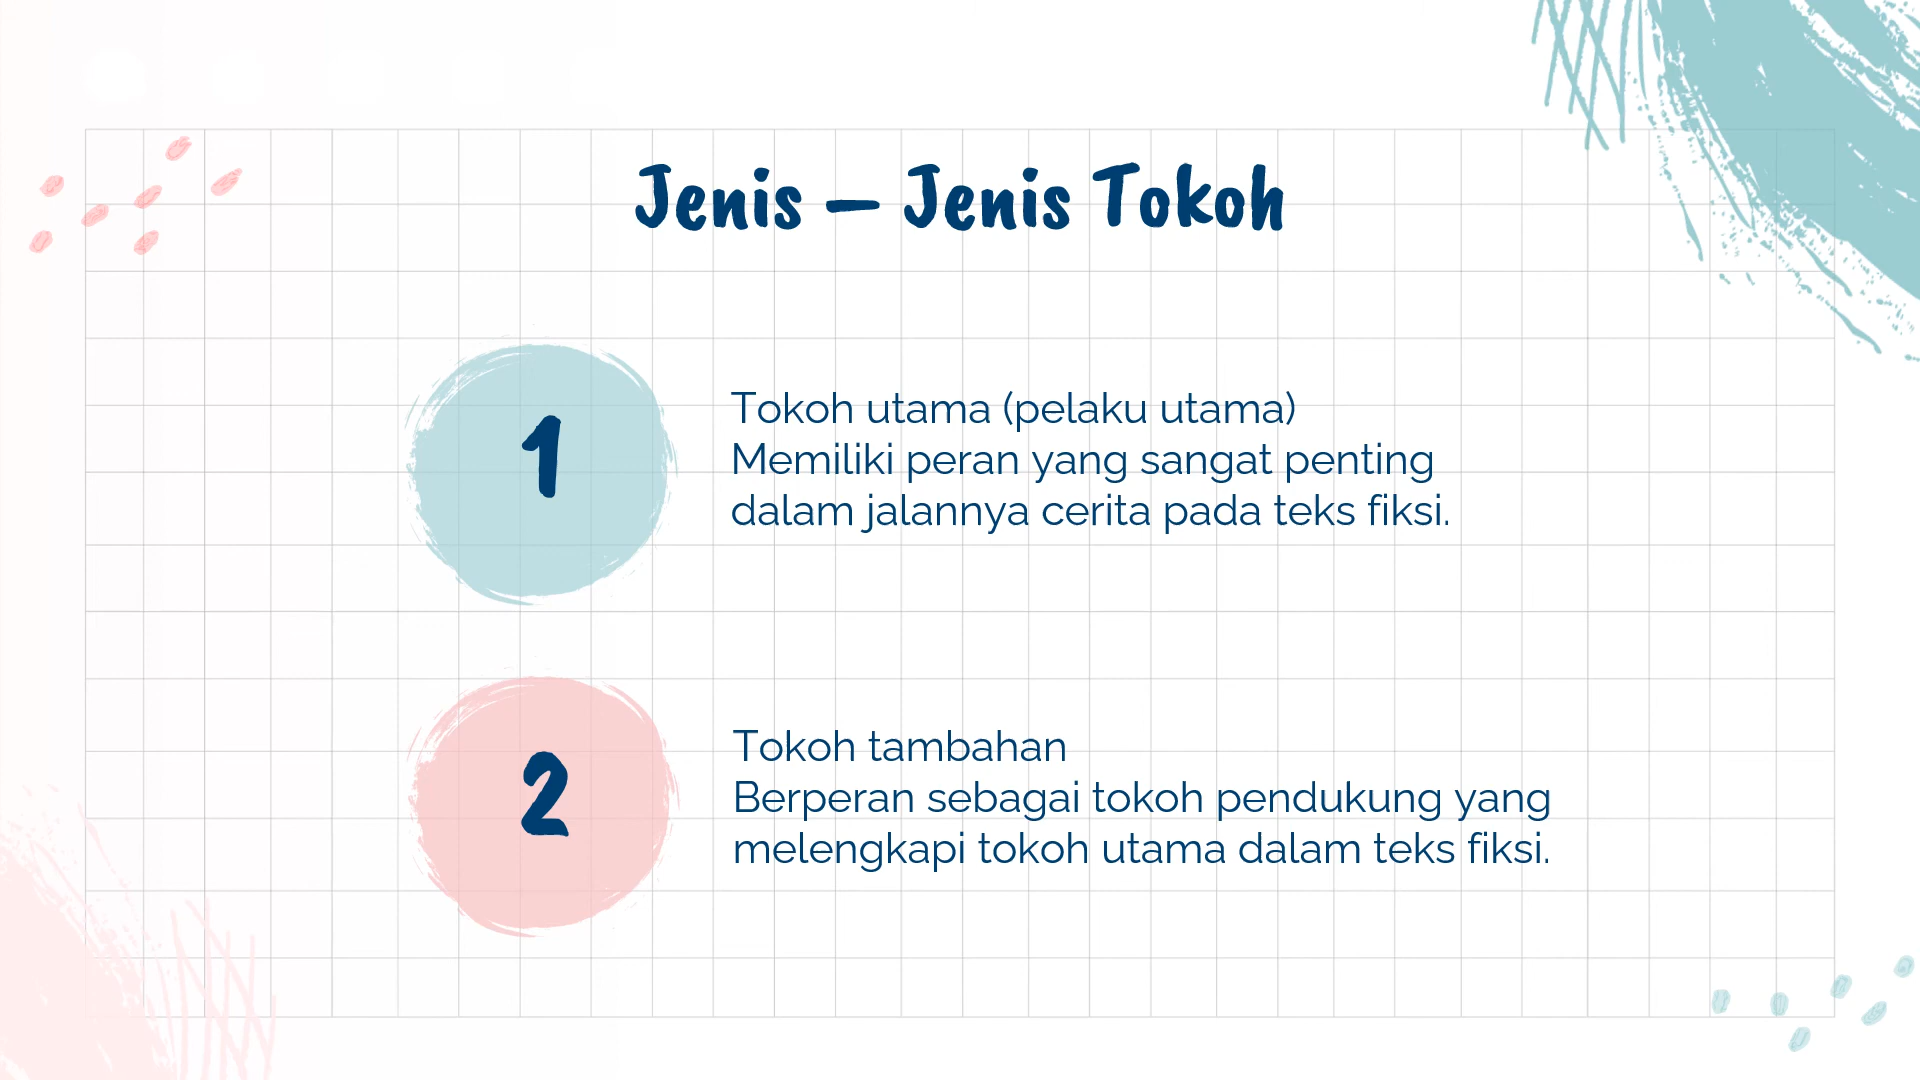 Jenis – Jenis Tokoh
1
Tokoh utama (pelaku utama)
Memiliki peran yang sangat penting
dalam jalannya cerita pada teks fiksi.
2
Tokoh tambahan
Berperan sebagai tokoh pendukung yang
melengkapi tokoh utama dalam teks fiksi.